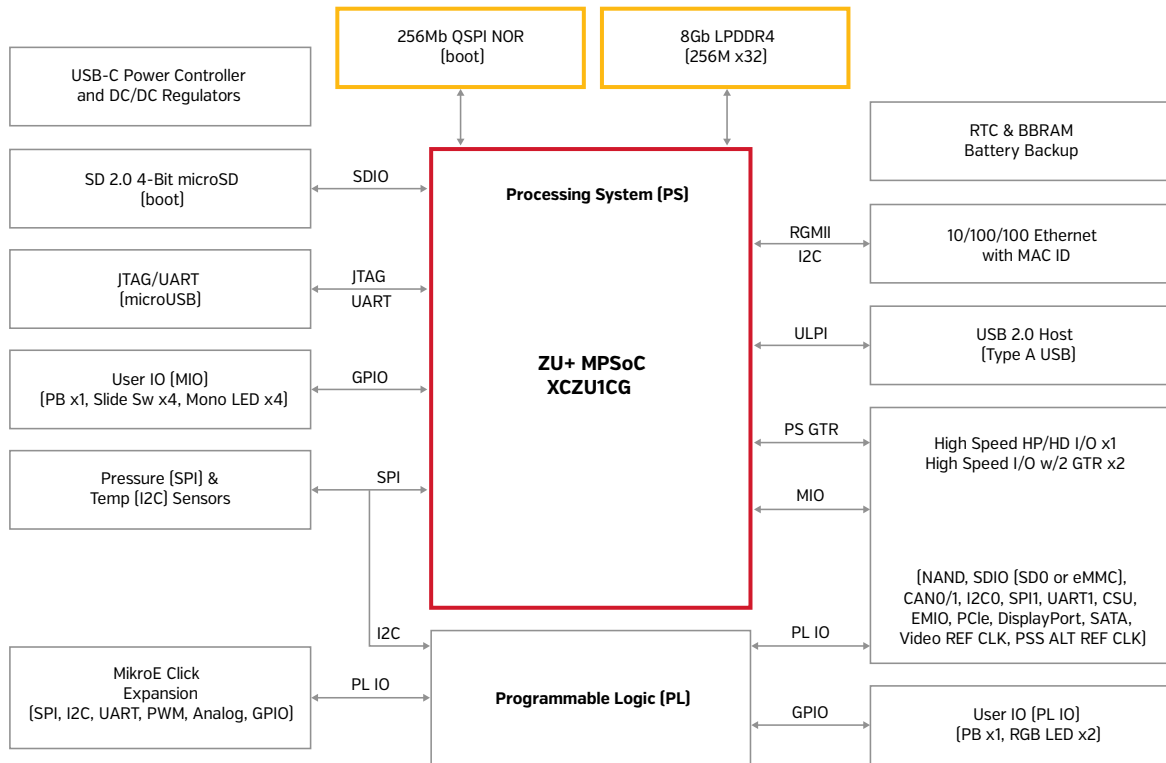 256Mb QSPI NOR
(boot)
8Gb LPDDR4
(256M x32)
USB-C Power Controller
and DC/DC Regulators
RTC & BBRAM
Battery Backup
SD 2.0 4-Bit microSD
(boot)
SDIO
Processing System (PS)
RGMII
I2C
10/100/100 Ethernet
with MAC ID
JTAG/UART
(microUSB)
JTAG
UART
ULPI
USB 2.0 Host
(Type A USB)
ZU+ MPSoC
XCZU1CG
User IO (MIO)
(PB x1, Slide Sw x4, Mono LED x4)
GPIO
PS GTR
High Speed HP/HD I/O x1
High Speed I/O w/2 GTR x2
Pressure (SPI) &
Temp (I2C) Sensors
SPI
MIO
(NAND, SDIO (SD0 or eMMC),
CAN0/1, I2C0, SPI1, UART1, CSU,
EMIO, PCIe, DisplayPort, SATA,
Video REF CLK, PSS ALT REF CLK)
I2C
PL IO
MikroE Click
Expansion
(SPI, I2C, UART, PWM, Analog, GPIO)
PL IO
Programmable Logic (PL)
GPIO
User IO (PL IO)
(PB x1, RGB LED x2)